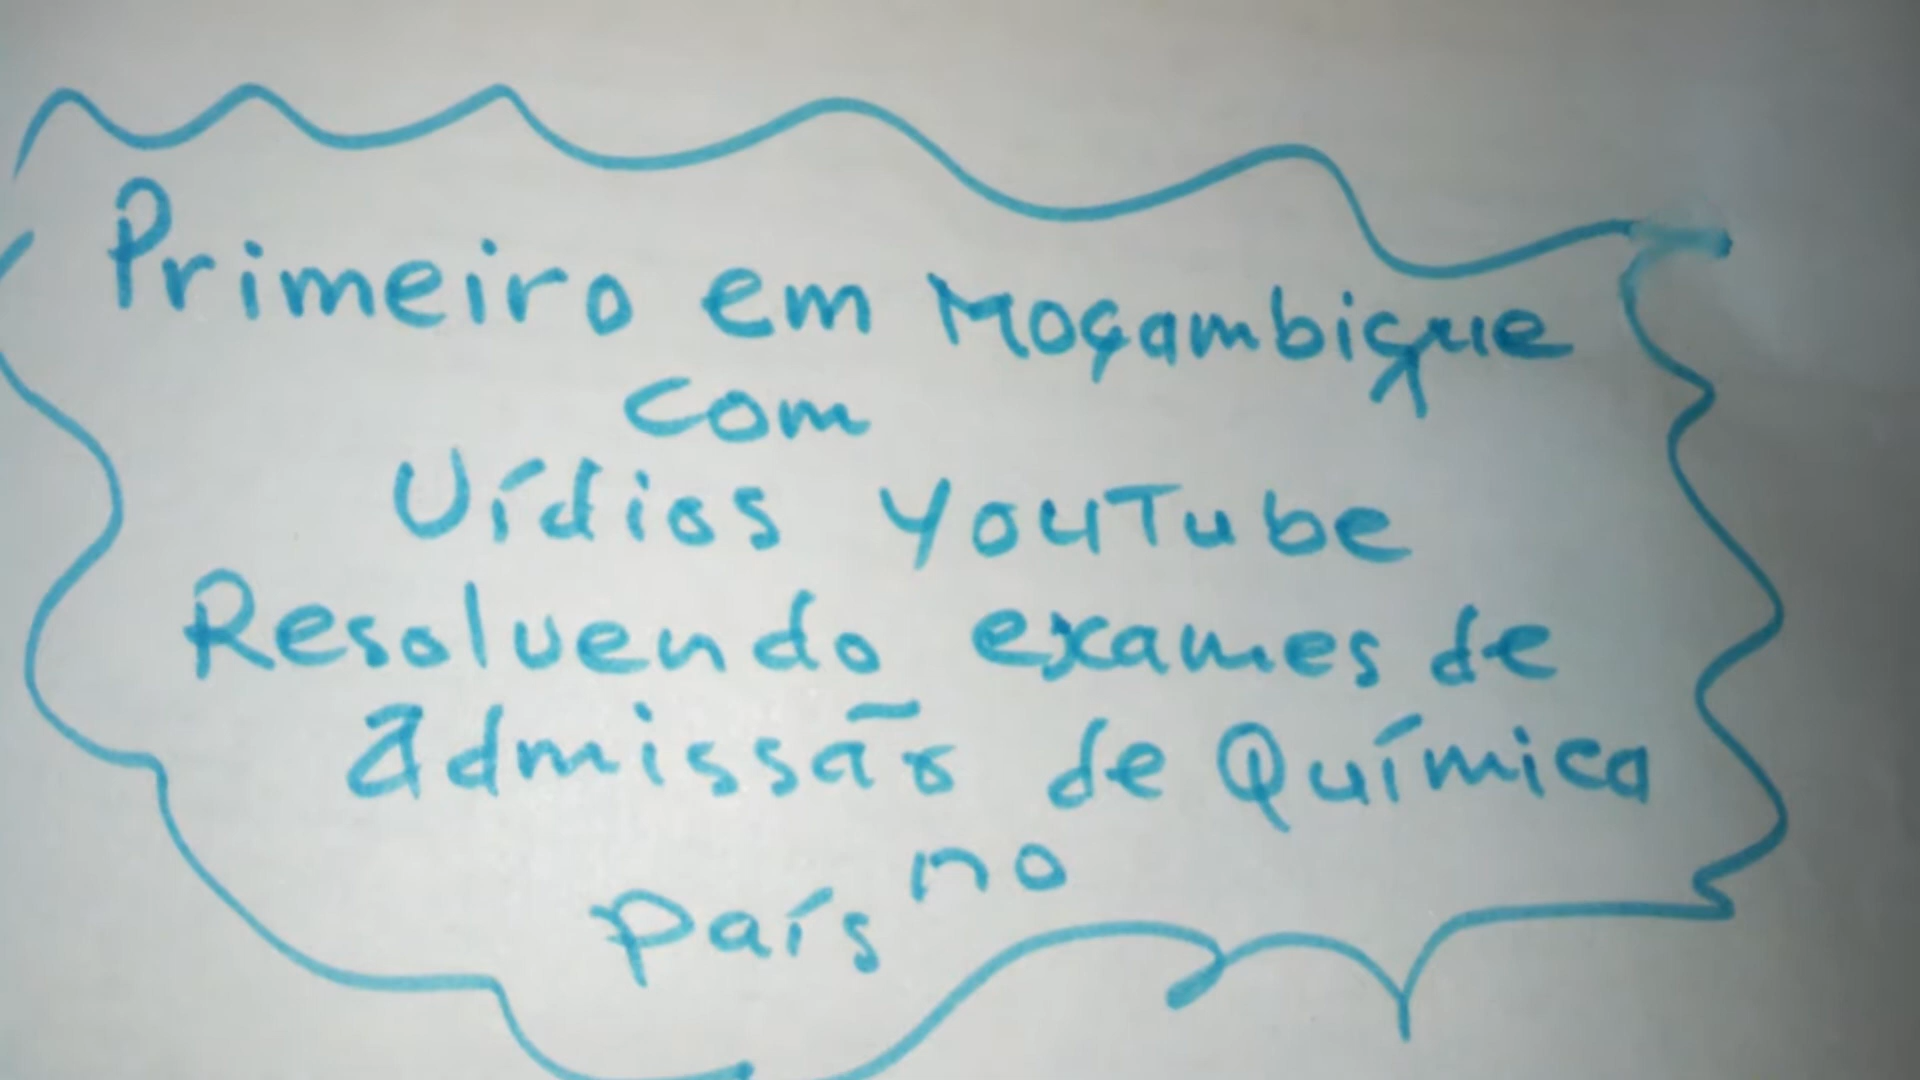 Primeiro em Moçambique
com
Vídios YouTube
Resolvendo exames de
admissão de Química
no
país